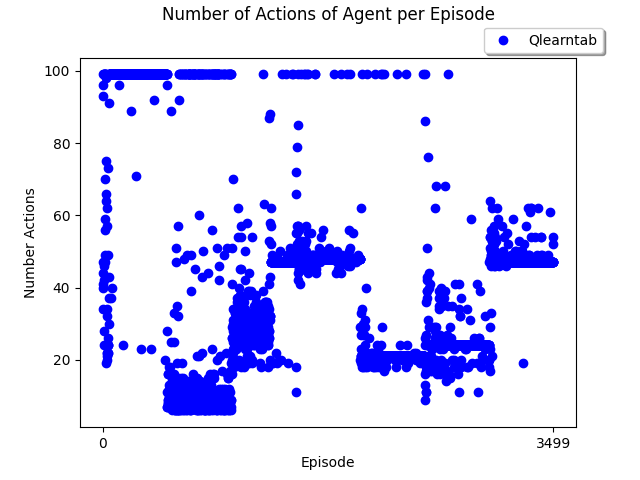 Number of Actions of Agent per Episode
Qlearntab
100
80
60
40
20
Number Actions
0
3499
Episode